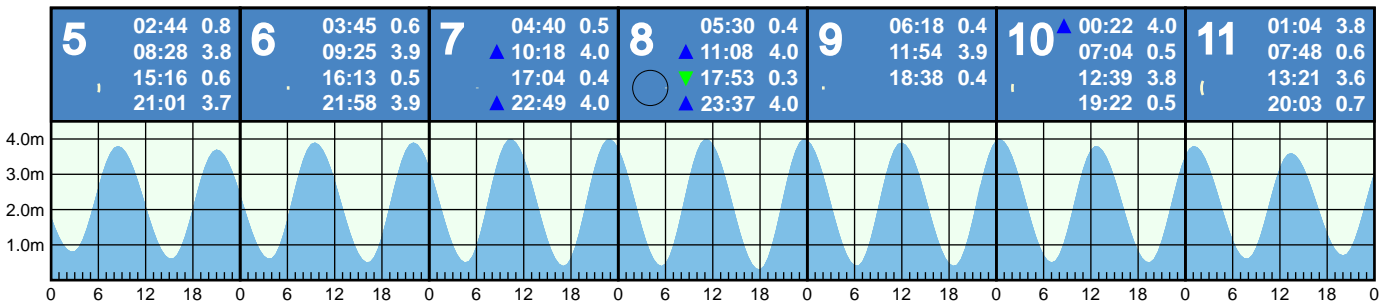 5
02:44 0.8
08:28 3.8
15:16 0.6
21:01 3.7
6
03:45 0.6
09:25 3.9
16:13 0.5
21:58 3.9
7
04:40 0.5
▲ 10:18 4.0
17:04 0.4
▲ 22:49 4.0
8
05:30 0.4
▲ 11:08 4.0
▼ 17:53 0.3
▲ 23:37 4.0
9
06:18 0.4
11:54 3.9
18:38 0.4
10
▲ 00:22 4.0
07:04 0.5
12:39 3.8
19:22 0.5
11
01:04 3.8
07:48 0.6
13:21 3.6
20:03 0.7
4.0m
3.0m
2.0m
1.0m
0 6 12 18 0 6 12 18 0 6 12 18 0 6 12 18 0 6 12 18 0 6 12 18 0 6 12 18 0